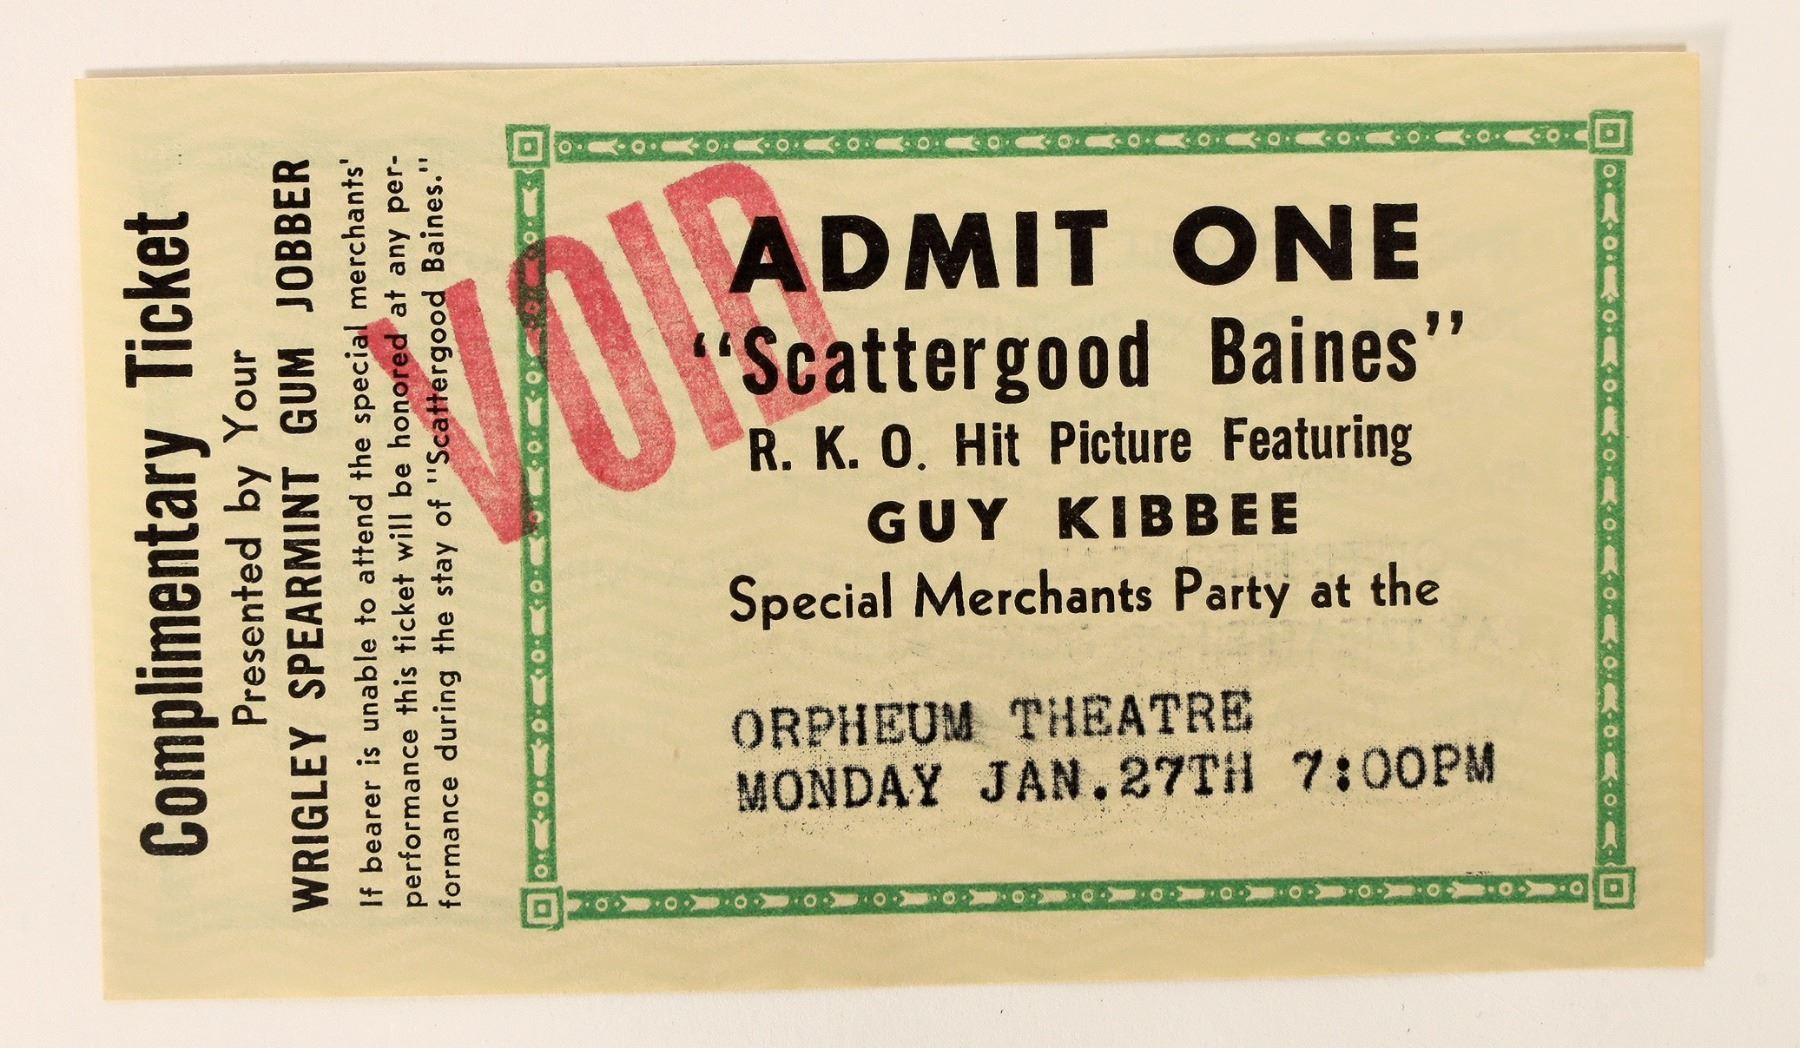 Complimentary Ticket
Presented by Your
WRIGLEY SPEARMINT GUM JOBBER
If bearer is unable to attend the special merchants'
performance this ticket will be honored at any per-
formance during the stay of "Scattergood Baines."
VOID
ADMIT ONE
“Scattergood Baines”
R. K. O. Hit Picture Featuring
GUY KIBBEE
Special Merchants Party at the
ORPHEUM THEATRE
MONDAY JAN.27TH 7:00PM